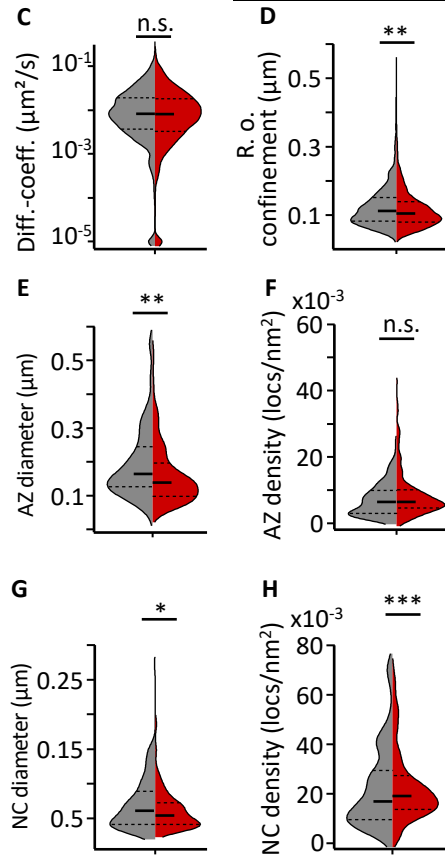 C
n.s.
Diff.-coeff. (µm²/s)
10⁻¹
10⁻³
10⁻⁵
D
**
R. o.
confinement (µm)
0.5
0.1
E
**
AZ diameter (µm)
0.5
0.3
0.1
F
x10⁻³
n.s.
AZ density (locs/nm²)
60
40
20
0
G
*
NC diameter (µm)
0.25
0.15
0.5
H
x10⁻³
***
NC density (locs/nm²)
80
60
40
20
0